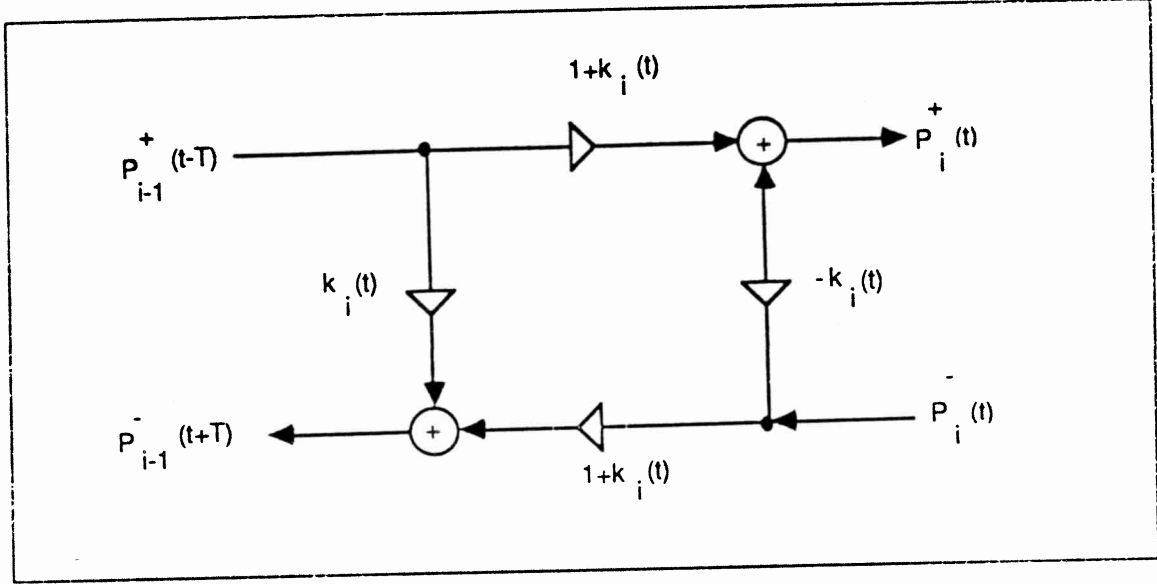 1+k_i(t)
P^+_{i-1}(t-T)
+
P^+_i(t)
k_i(t)
-k_i(t)
P^-_{i-1}(t+T)
+
P^-_i(t)
1+k_i(t)